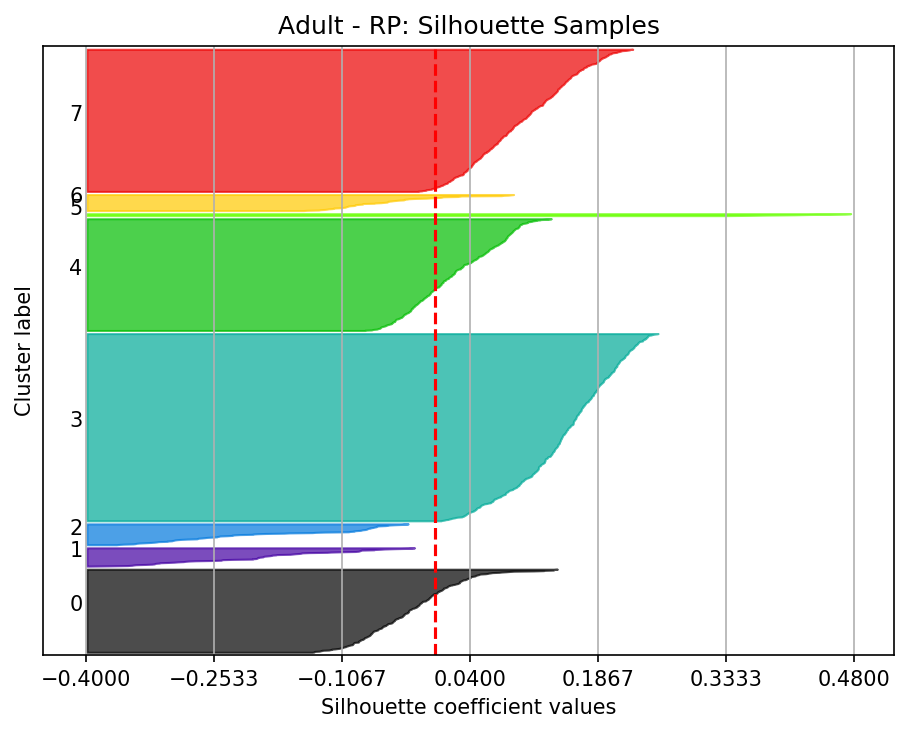 Adult - RP: Silhouette Samples
7
6
5
4
3
2
1
0
Cluster label
−0.4000 −0.2533 −0.1067 0.0400 0.1867 0.3333 0.4800
Silhouette coefficient values